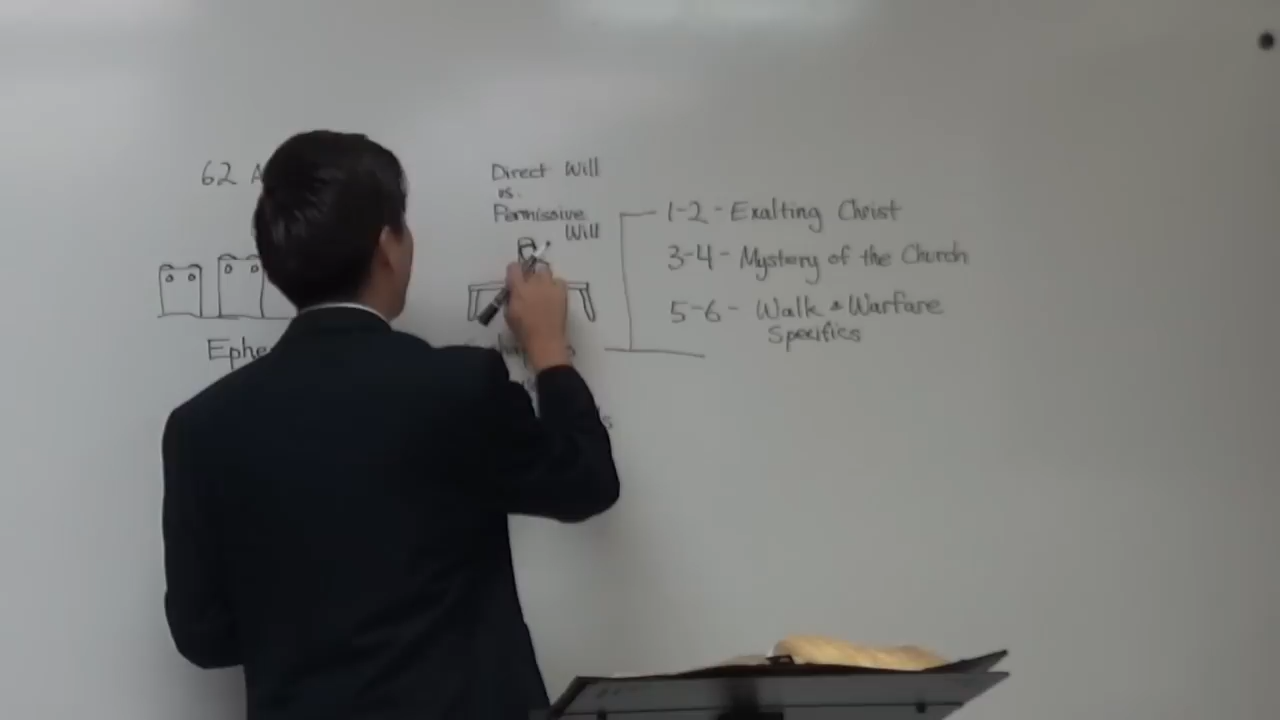 62 A
Direct Will
vs.
Permissive
Will
1-2 - Exalting Christ
3-4 - Mystery of the Church
5-6 - Walk & Warfare
Specifics
Ephe